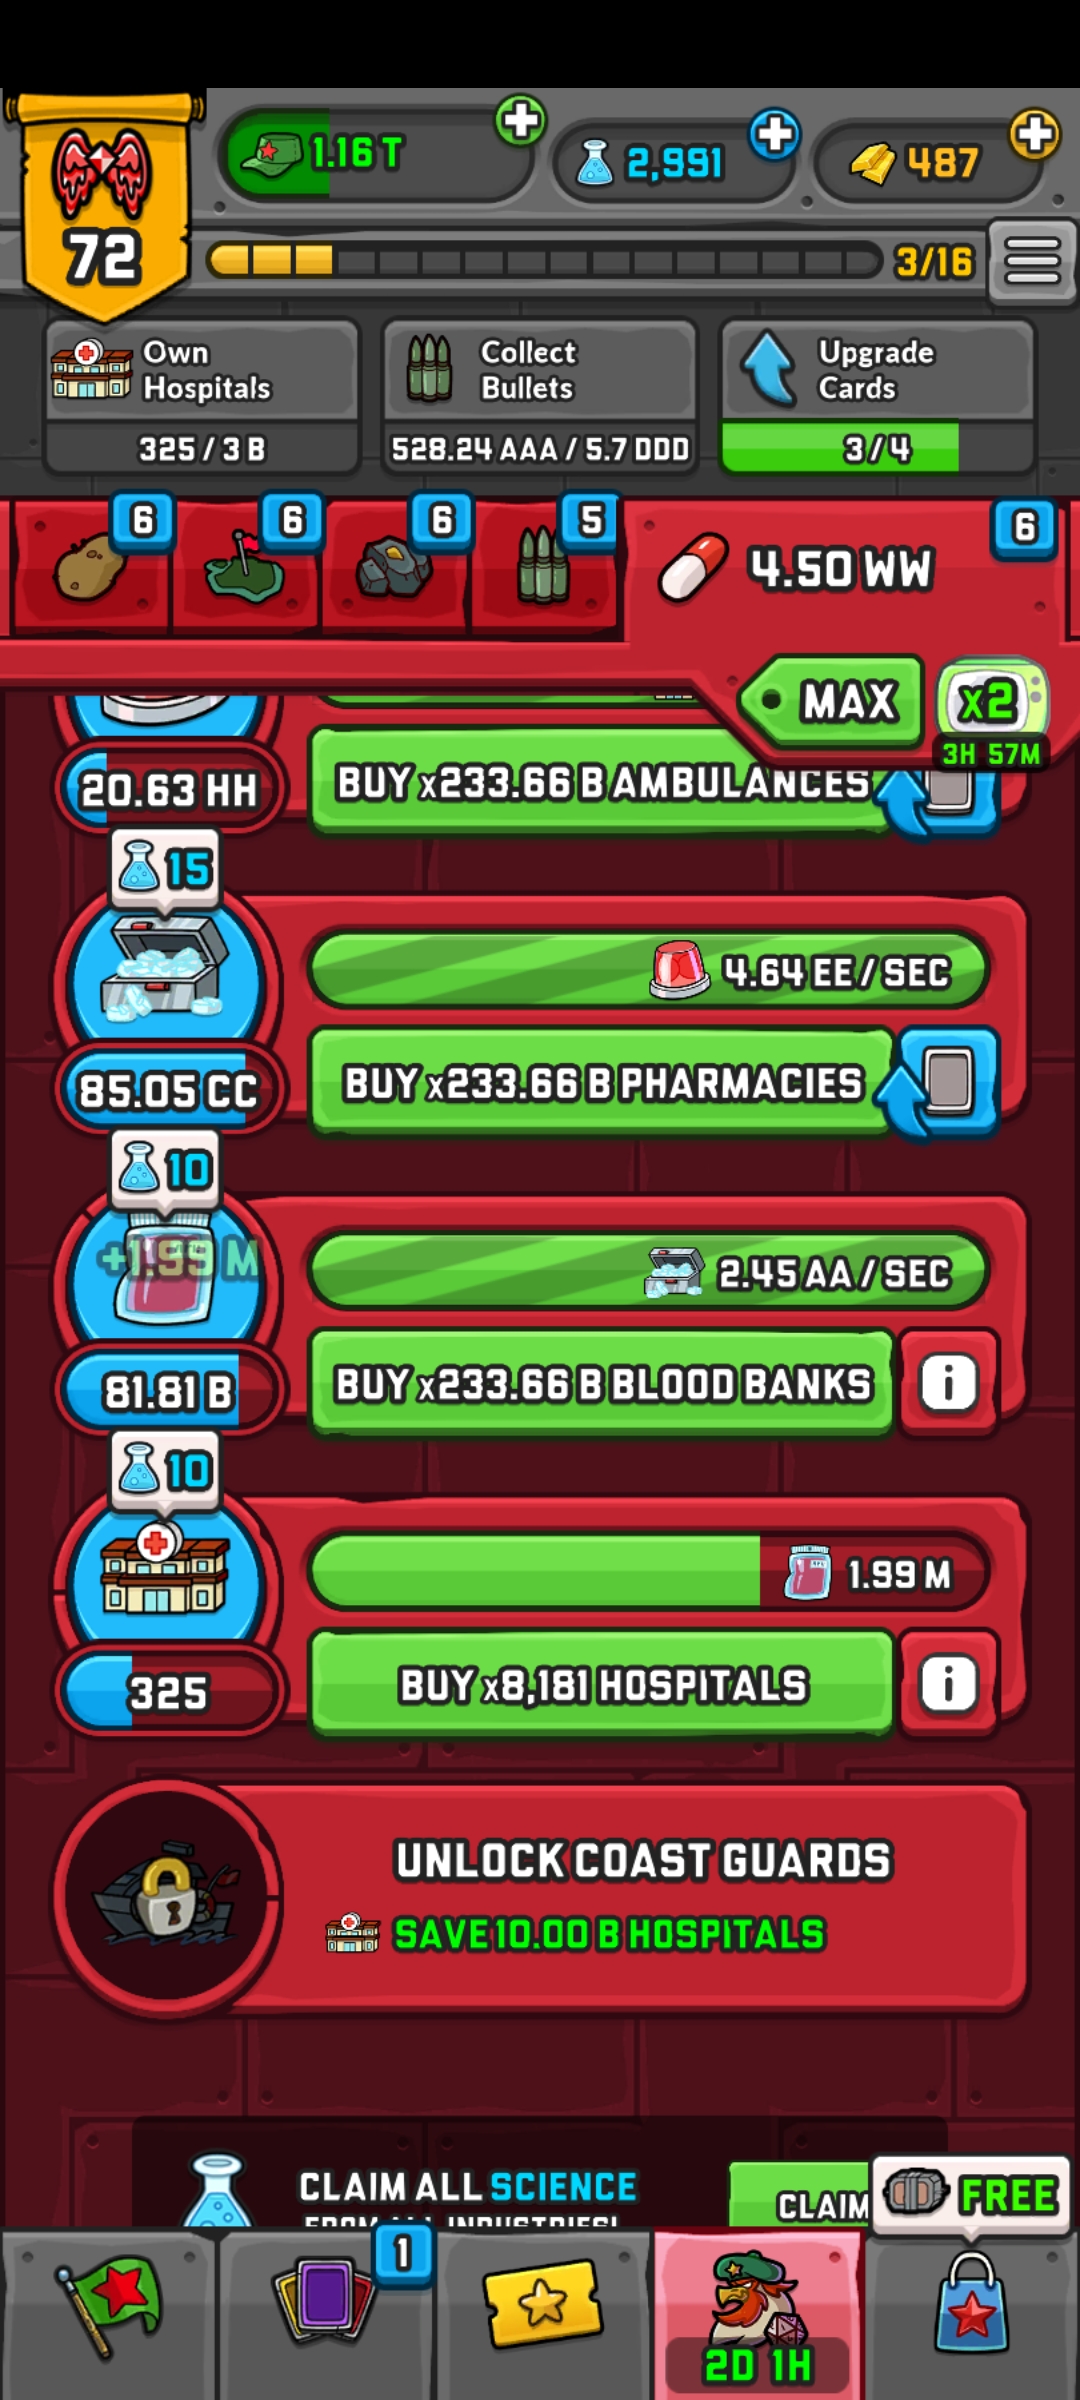 1.16 T
2,991
487
72
3/16
Own
Hospitals
325 / 3 B
Collect
Bullets
528.24 AAA / 5.7 DDD
Upgrade
Cards
3 / 4
6
6
6
5
6
4.50 WW
MAX
x2
3H 57M
20.63 HH
BUY x233.66 B AMBULANCES
15
4.64 EE / SEC
85.05 CC
BUY x233.66 B PHARMACIES
10
+1.99 M
2.45 AA / SEC
81.81 B
BUY x233.66 B BLOOD BANKS
i
10
1.99 M
325
BUY x8,181 HOSPITALS
i
UNLOCK COAST GUARDS
SAVE 10.00 B HOSPITALS
CLAIM ALL SCIENCE
FROM ALL INDUSTRIES!
CLAIM
FREE
1
2D 1H